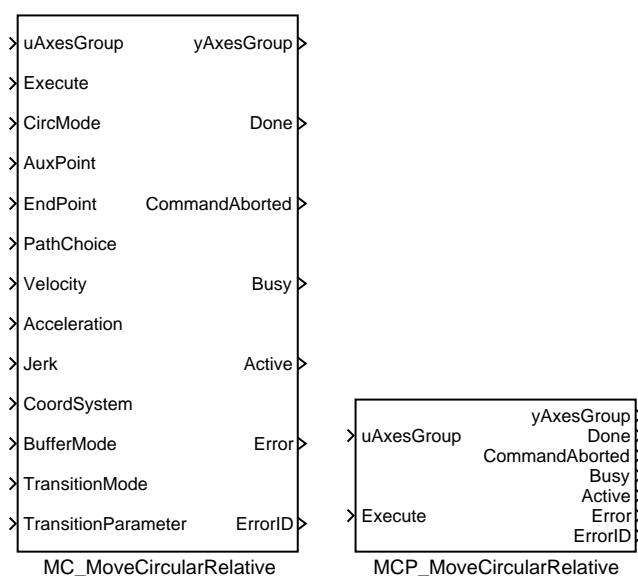 uAxesGroup yAxesGroup
Execute
CircMode Done
AuxPoint
EndPoint CommandAborted
PathChoice
Velocity Busy
Acceleration
Jerk Active
CoordSystem
BufferMode Error
TransitionMode
TransitionParameter ErrorID
MC_MoveCircularRelative
yAxesGroup
uAxesGroup Done
CommandAborted
Busy
Active
Execute Error
ErrorID
MCP_MoveCircularRelative